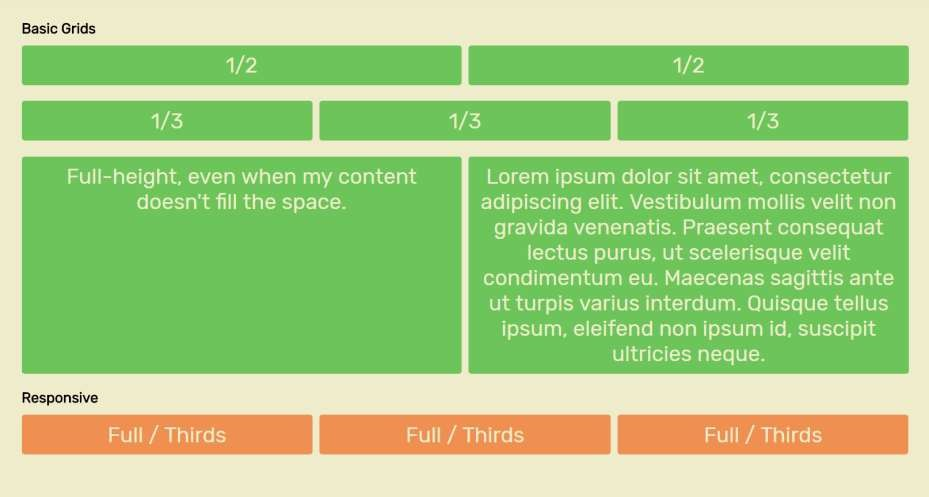 Basic Grids
1/2
1/2
1/3
1/3
1/3
Full-height, even when my content
doesn't fill the space.
Lorem ipsum dolor sit amet, consectetur
adipiscing elit. Vestibulum mollis velit non
gravida venenatis. Praesent consequat
lectus purus, ut scelerisque velit
condimentum eu. Maecenas sagittis ante
ut turpis varius interdum. Quisque tellus
ipsum, eleifend non ipsum id, suscipit
ultricies neque.
Responsive
Full / Thirds
Full / Thirds
Full / Thirds